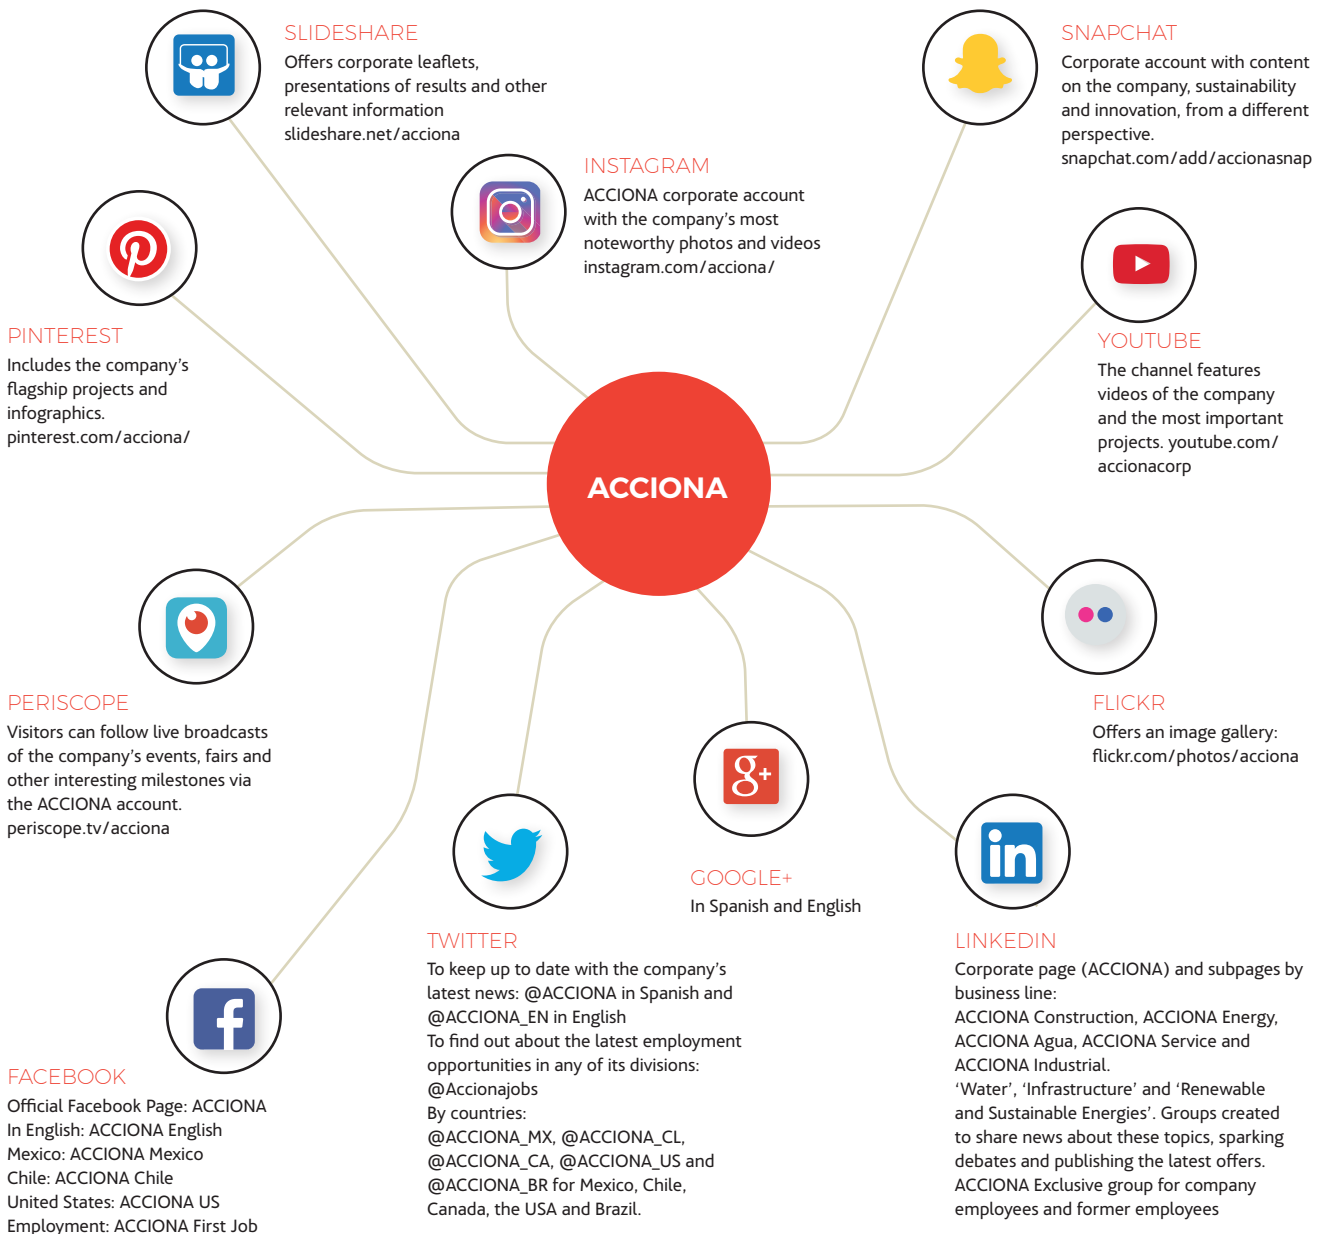 SLIDESHARE
Offers corporate leaflets,
presentations of results and other
relevant information
slideshare.net/acciona
SNAPCHAT
Corporate account with content
on the company, sustainability
and innovation, from a different
perspective.
snapchat.com/add/accionasnap
INSTAGRAM
ACCIONA corporate account
with the company’s most
noteworthy photos and videos
instagram.com/acciona/
PINTEREST
Includes the company’s
flagship projects and
infographics.
pinterest.com/acciona/
YOUTUBE
The channel features
videos of the company
and the most important
projects. youtube.com/
accionacorp
ACCIONA
PERISCOPE
Visitors can follow live broadcasts
of the company’s events, fairs and
other interesting milestones via
the ACCIONA account.
periscope.tv/acciona
FLICKR
Offers an image gallery:
flickr.com/photos/acciona
g+
GOOGLE+
In Spanish and English
in
LINKEDIN
Corporate page (ACCIONA) and subpages by
business line:
ACCIONA Construction, ACCIONA Energy,
ACCIONA Agua, ACCIONA Service and
ACCIONA Industrial.
‘Water’, ‘Infrastructure’ and ‘Renewable
and Sustainable Energies’. Groups created
to share news about these topics, sparking
debates and publishing the latest offers.
ACCIONA Exclusive group for company
employees and former employees
TWITTER
To keep up to date with the company’s
latest news: @ACCIONA in Spanish and
@ACCIONA_EN in English
To find out about the latest employment
opportunities in any of its divisions:
@Accionajobs
By countries:
@ACCIONA_MX, @ACCIONA_CL,
@ACCIONA_CA, @ACCIONA_US and
@ACCIONA_BR for Mexico, Chile,
Canada, the USA and Brazil.
f
FACEBOOK
Official Facebook Page: ACCIONA
In English: ACCIONA English
Mexico: ACCIONA Mexico
Chile: ACCIONA Chile
United States: ACCIONA US
Employment: ACCIONA First Job